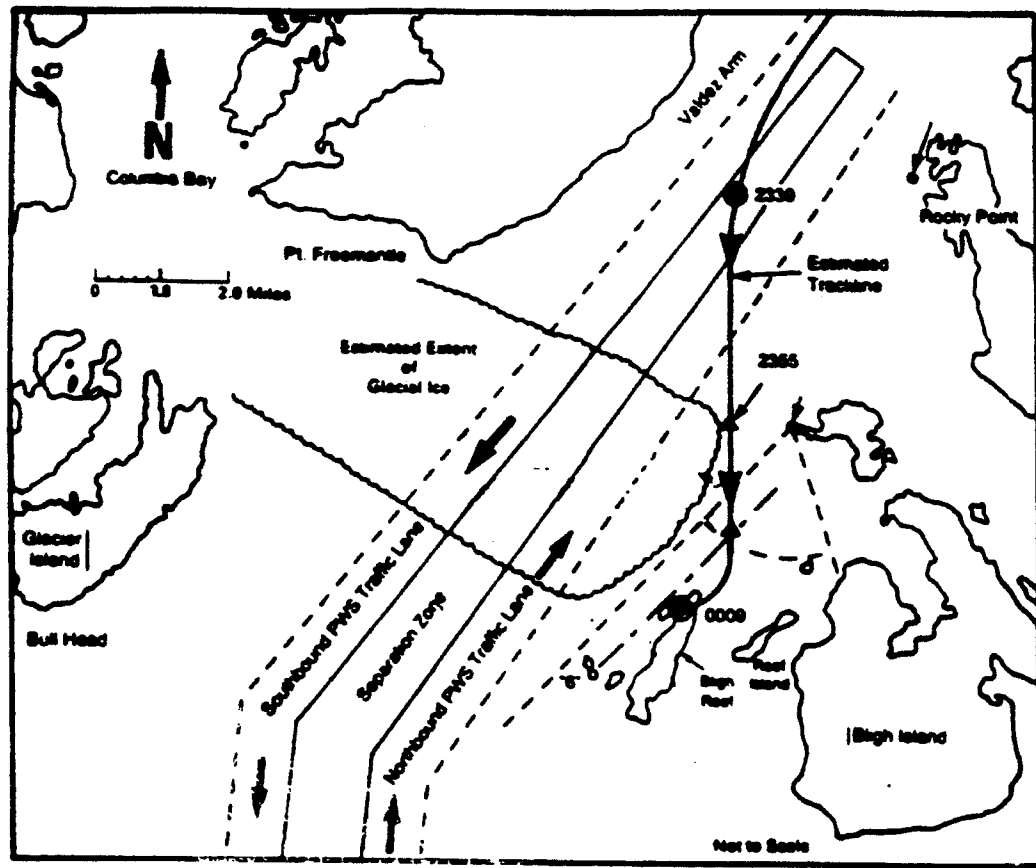 Valdez Arm
N
Columbia Bay
2339
Rocky Point
Pt. Freemantle
Estimated
Trackline
0 1.0 2.0 Miles
Estimated Extent
of
Glacial Ice
2355
Glacier
Island
Bull Head
Southbound PWS Traffic Lane
Separation Zone
Northbound PWS Traffic Lane
0009
Bligh
Reef
Reef
Island
Bligh Island
Not to Scale